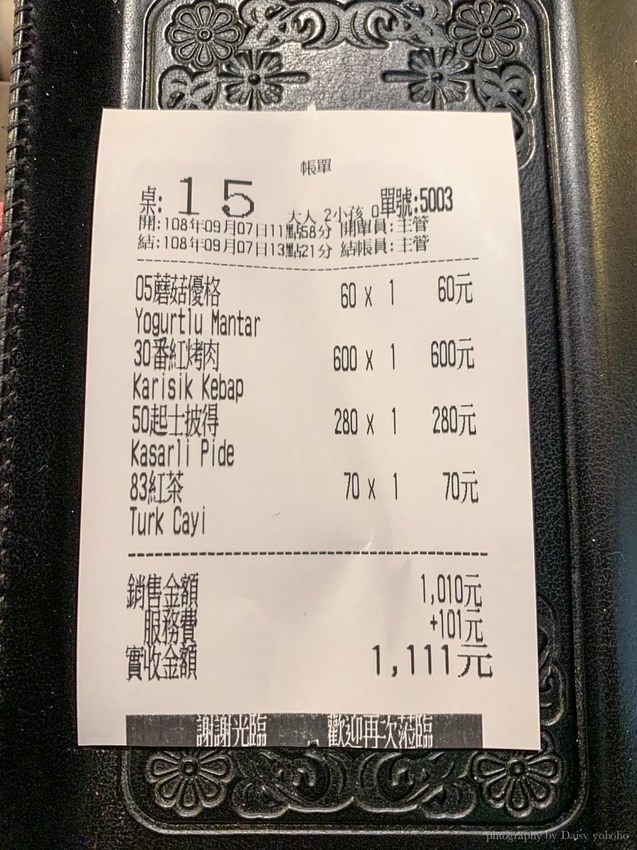 帳單
桌: 15 大人 2小孩 0單號:5003
開:108年09月07日11點58分 開單員:主管
結:108年09月07日13點21分 結帳員:主管
05蘑菇優格 60 x 1 60元
Yogurtlu Mantar
30番紅烤肉 600 x 1 600元
Karisik Kebap
50起士披得 280 x 1 280元
Kasarli Pide
83紅茶 70 x 1 70元
Turk Cayi
銷售金額 1,010元
服務費 +101元
實收金額 1,111元
謝謝光臨 歡迎再次蒞臨
photography by Daisy yohoho